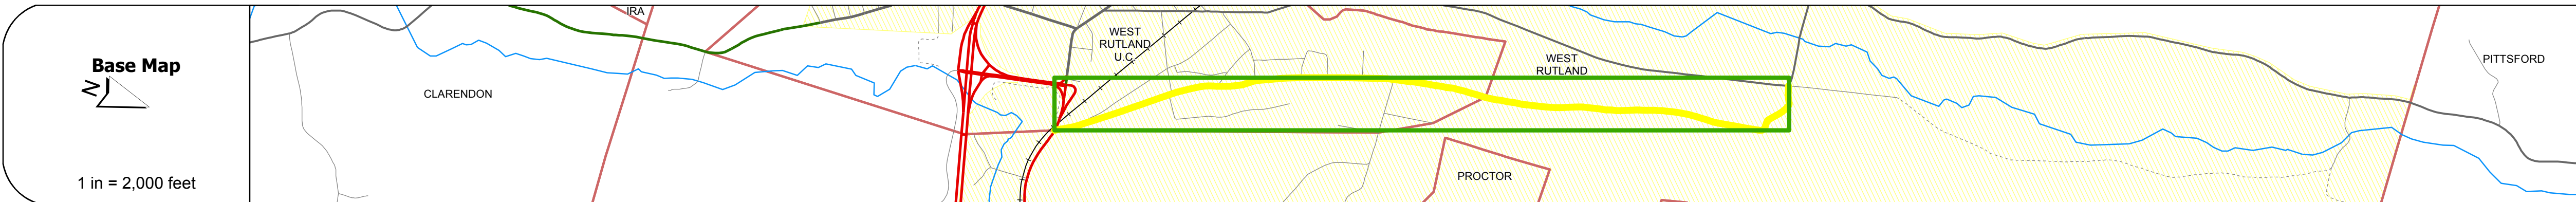 Base Map
N
1 in = 2,000 feet
IRA
CLARENDON
WEST
RUTLAND
U.C.
WEST
RUTLAND
PROCTOR
PITTSFORD